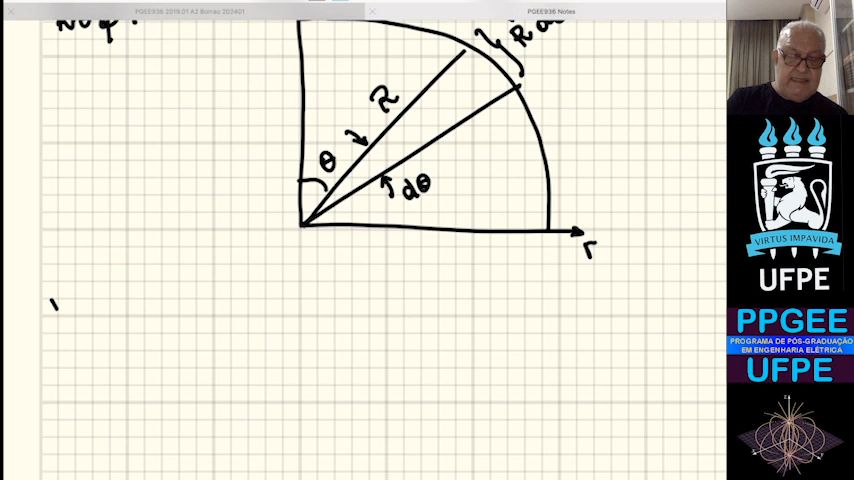 PGEE936 2019.01 A2 Borrao 202401
PGEE936 Notes
R
θ
dθ
r
VIRTUS IMPAVIDA
UFPE
PPGEE
PROGRAMA DE PÓS-GRADUAÇÃO
EM ENGENHARIA ELÉTRICA
UFPE